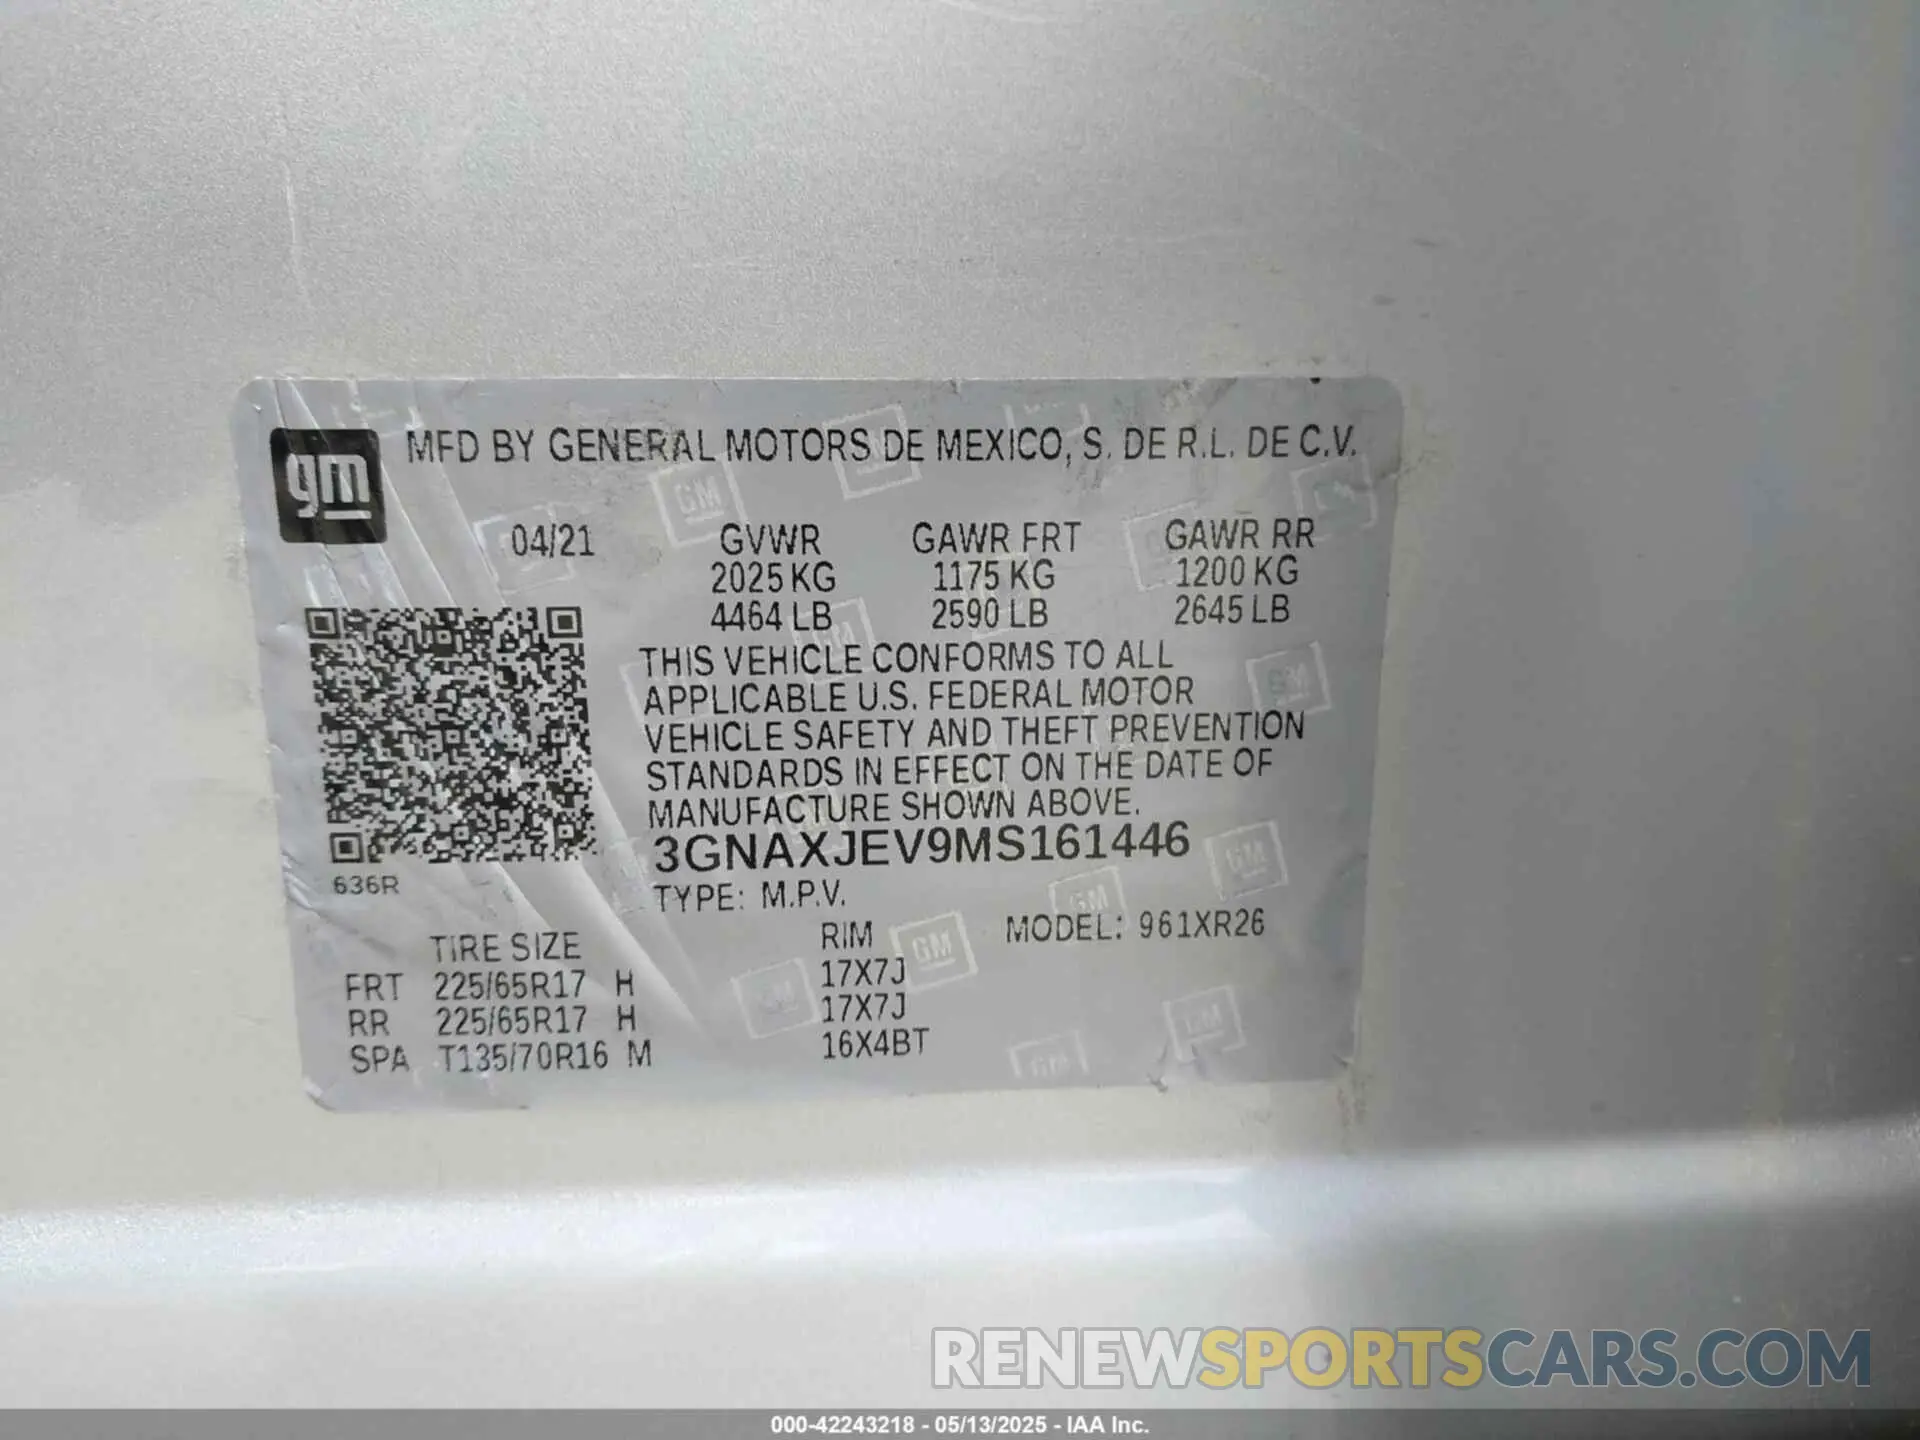 gm
MFD BY GENERAL MOTORS DE MEXICO, S. DE R.L. DE C.V.
04/21 GVWR GAWR FRT GAWR RR
2025 KG 1175 KG 1200 KG
4464 LB 2590 LB 2645 LB
THIS VEHICLE CONFORMS TO ALL
APPLICABLE U.S. FEDERAL MOTOR
VEHICLE SAFETY AND THEFT PREVENTION
STANDARDS IN EFFECT ON THE DATE OF
MANUFACTURE SHOWN ABOVE.
3GNAXJEV9MS161446
636R
TYPE: M.P.V.
TIRE SIZE RIM MODEL: 961XR26
FRT 225/65R17 H 17X7J
RR 225/65R17 H 17X7J
SPA T135/70R16 M 16X4BT
RENEWSPORTSCARS.COM
000-42243218 - 05/13/2025 - IAA Inc.